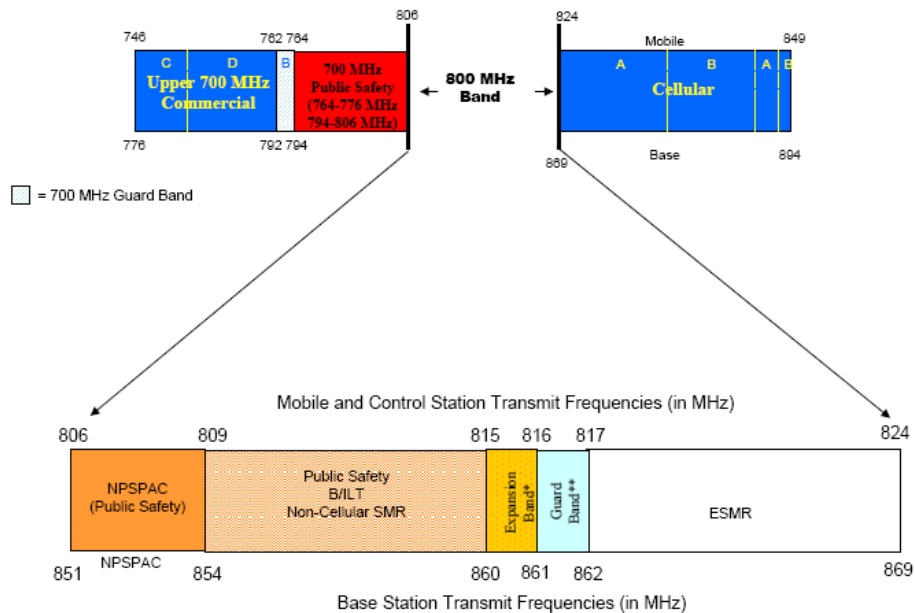 806
824
746
762 764
Mobile
849
C
D
B
A
B
A
B
Upper 700 MHz
Commercial
700 MHz
Public Safety
(764-776 MHz
794-806 MHz)
800 MHz
Band
Cellular
776
792 794
869
Base
894
= 700 MHz Guard Band
Mobile and Control Station Transmit Frequencies (in MHz)
806
809
815
816
817
824
NPSPAC
(Public Safety)
Public Safety
B/ILT
Non-Cellular SMR
Expansion
Band*
Guard
Band**
ESMR
NPSPAC
851
854
860
861
862
869
Base Station Transmit Frequencies (in MHz)